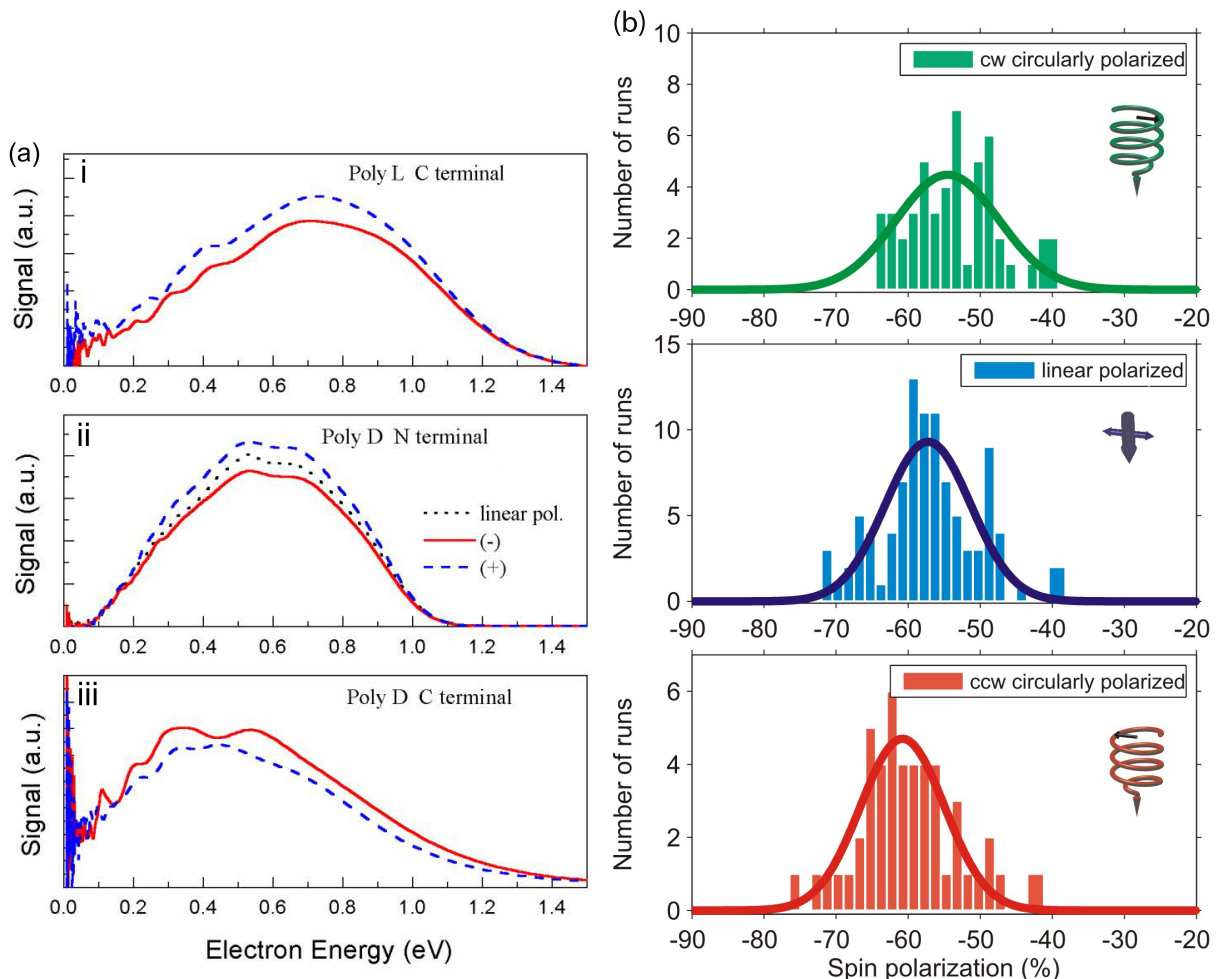 (a)
i
Poly L C terminal
Signal (a.u.)
0.0 0.2 0.4 0.6 0.8 1.0 1.2 1.4
ii
Poly D N terminal
linear pol.
(-)
(+)
Signal (a.u.)
0.0 0.2 0.4 0.6 0.8 1.0 1.2 1.4
iii
Poly D C terminal
Signal (a.u.)
0.0 0.2 0.4 0.6 0.8 1.0 1.2 1.4
Electron Energy (eV)
(b)
cw circularly polarized
Number of runs
10
8
6
4
2
0
-90 -80 -70 -60 -50 -40 -30 -20
linear polarized
Number of runs
15
10
5
0
-90 -80 -70 -60 -50 -40 -30 -20
ccw circularly polarized
Number of runs
6
4
2
0
-90 -80 -70 -60 -50 -40 -30 -20
Spin polarization (%)